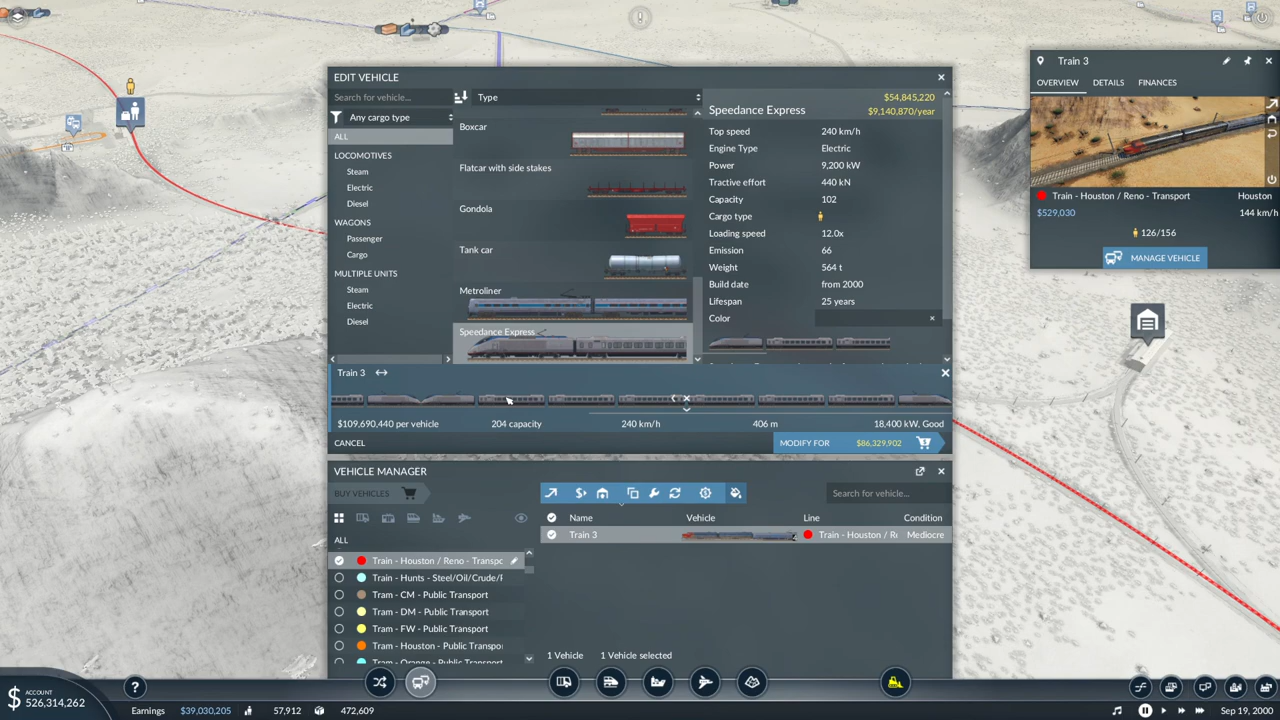 EDIT VEHICLE
Search for vehicle...
Type
Any cargo type
ALL
LOCOMOTIVES
Steam
Electric
Diesel
WAGONS
Passenger
Cargo
MULTIPLE UNITS
Steam
Electric
Diesel
Boxcar
Flatcar with side stakes
Gondola
Tank car
Metroliner
Speedance Express
$54,845,220
Speedance Express
$9,140,870/year
Top speed 240 km/h
Engine Type Electric
Power 9,200 kW
Tractive effort 440 kN
Capacity 102
Cargo type
Loading speed 12.0x
Emission 66
Weight 564 t
Build date from 2000
Lifespan 25 years
Color
Train 3
$109,690,440 per vehicle 204 capacity 240 km/h 406 m 18,400 kW, Good
CANCEL
MODIFY FOR $86,329,902
Train 3
OVERVIEW DETAILS FINANCES
Train - Houston / Reno - Transport Houston
$529,030 144 km/h
126/156
MANAGE VEHICLE
VEHICLE MANAGER
BUY VEHICLES
Search for vehicle...
Name Vehicle Line Condition
Train 3 Train - Houston / R Mediocre
ALL
Train - Houston / Reno - Transpo
Train - Hunts - Steel/Oil/Crude/
Tram - CM - Public Transport
Tram - DM - Public Transport
Tram - FW - Public Transport
Tram - Houston - Public Transpo
Tram - Orange - Public Transport
1 Vehicle 1 Vehicle selected
$ ACCOUNT
526,314,262
?
Earnings $39,030,205 57,912 472,609
Sep 19, 2000